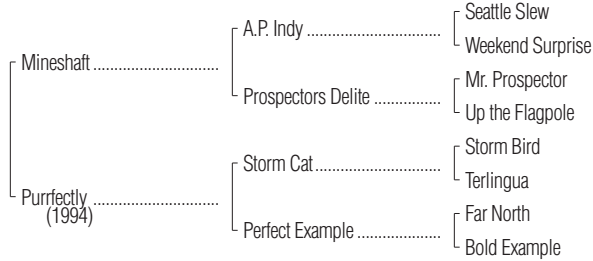 Seattle Slew
A.P. Indy
Weekend Surprise
Mineshaft
Mr. Prospector
Prospectors Delite
Up the Flagpole
Storm Bird
Storm Cat
Terlingua
Purrfectly
(1994)
Far North
Perfect Example
Bold Example